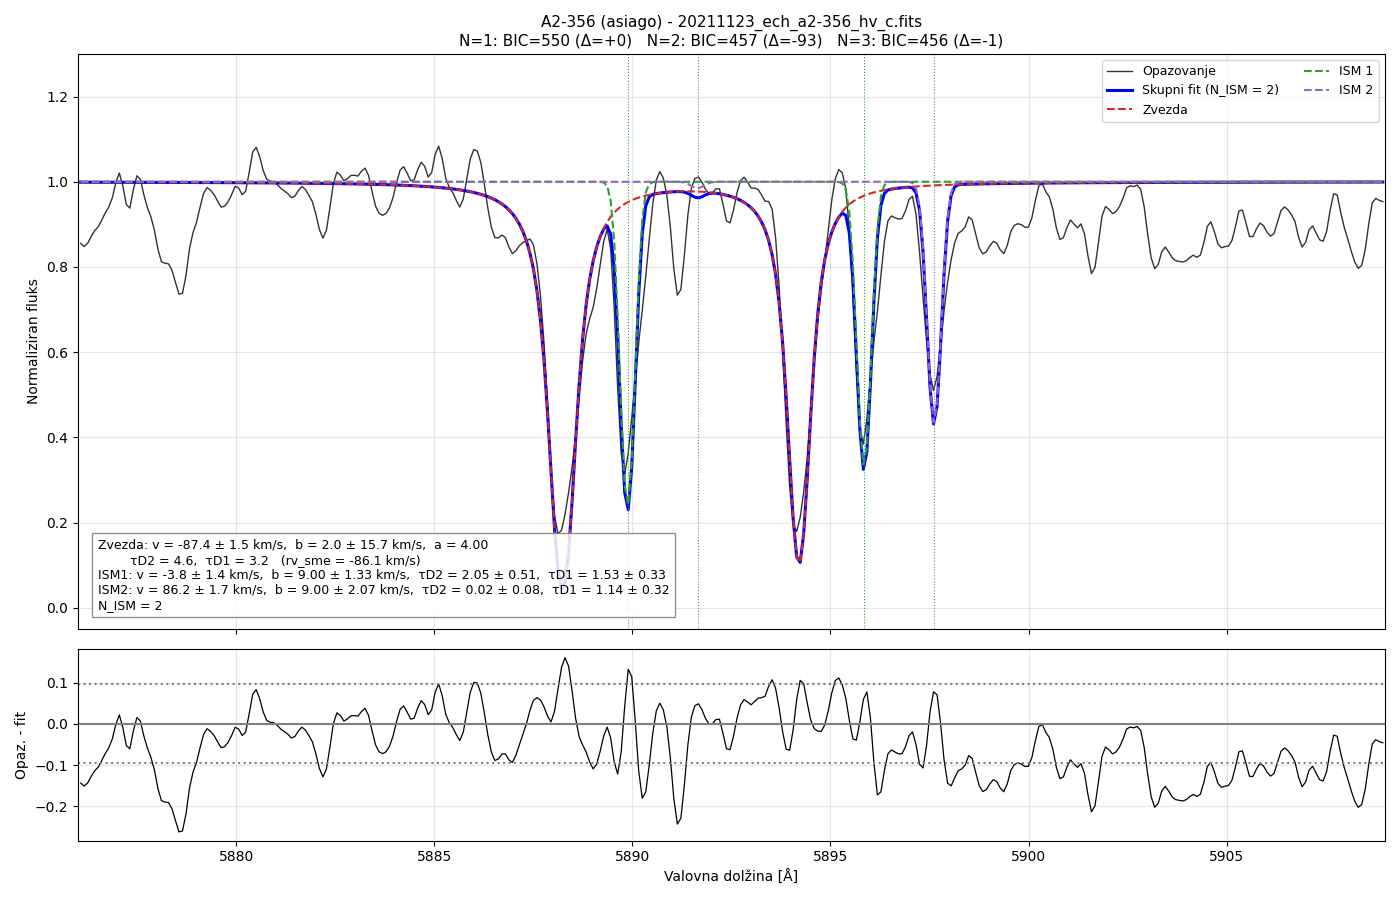 A2-356 (asiago) - 20211123_ech_a2-356_hv_c.fits
N=1: BIC=550 (Δ=+0)   N=2: BIC=457 (Δ=-93)   N=3: BIC=456 (Δ=-1)
Normaliziran fluks
1.2
1.0
0.8
0.6
0.4
0.2
0.0
Opazovanje
Skupni fit (N_ISM = 2)
Zvezda
ISM 1
ISM 2
Zvezda: v = -87.4 ± 1.5 km/s,  b = 2.0 ± 15.7 km/s,  a = 4.00
τD2 = 4.6,  τD1 = 3.2   (rv_sme = -86.1 km/s)
ISM1: v = -3.8 ± 1.4 km/s,  b = 9.00 ± 1.33 km/s,  τD2 = 2.05 ± 0.51,  τD1 = 1.53 ± 0.33
ISM2: v = 86.2 ± 1.7 km/s,  b = 9.00 ± 2.07 km/s,  τD2 = 0.02 ± 0.08,  τD1 = 1.14 ± 0.32
N_ISM = 2
Opaz. - fit
0.1
0.0
−0.1
−0.2
5880 5885 5890 5895 5900 5905
Valovna dolžina [Å]